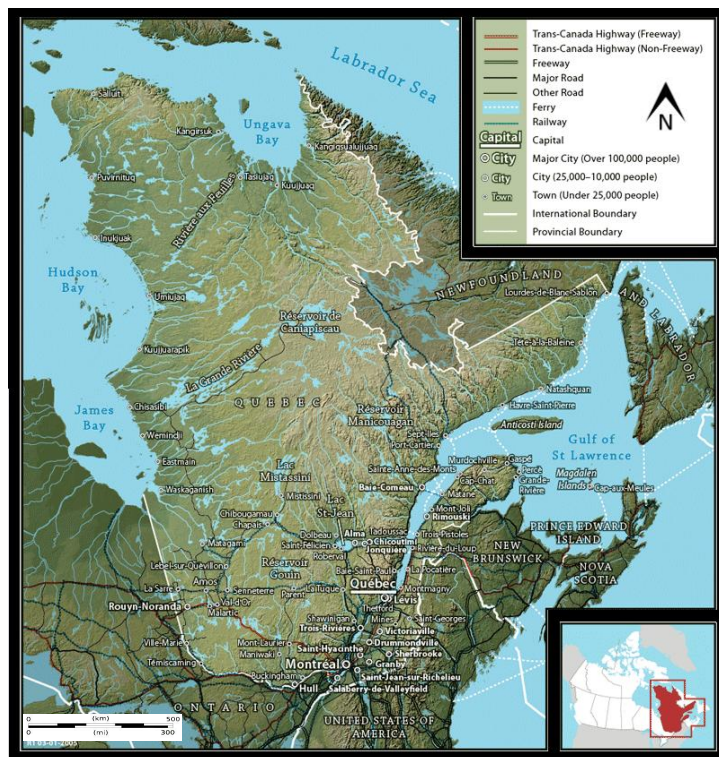 Labrador Sea
Trans-Canada Highway (Freeway)
Trans-Canada Highway (Non-Freeway)
Freeway
Major Road
Other Road
Ferry
Railway
Capital Capital
City Major City (Over 100,000 people)
City City (25,000–10,000 people)
Town Town (Under 25,000 people)
International Boundary
Provincial Boundary
N
Salluit
Ungava
Bay
Kangirsuk
Kangiqsualujjuaq
Puvirnituq
Tasiujaq
Kuujjuaq
Rivière aux Feuilles
Inukjuak
Hudson
Bay
Umiujaq
NEWFOUNDLAND
AND LABRADOR
Lourdes-de-Blanc-Sablon
Réservoir de
Caniapiscau
Tête-à-la-Baleine
Kuujjuarapik
La Grande Rivière
Natashquan
Chisasibi
QUEBEC
Havre-Saint-Pierre
James
Bay
Réservoir
Manicouagan
Anticosti Island
Wemindji
Sept-Îles
Port-Cartier
Gulf of
St Lawrence
Eastmain
Lac
Mistassini
Sainte-Anne-des-Monts
Murdochville
Gaspé
Cap-Chat
Percé
Grande-
Rivière
Magdalen
Islands
Cap-aux-Meules
Waskaganish
Baie-Comeau
Matane
Mistissini
Lac
St-Jean
Mont-Joli
Rimouski
Chibougamau
Chapais
PRINCE EDWARD
ISLAND
Dolbeau
Alma
Tadoussac
Trois-Pistoles
Matagami
Saint-Félicien
Chicoutimi
Jonquière
Rivière-du-Loup
NEW
BRUNSWICK
Roberval
Lebel-sur-Quévillon
Réservoir
Gouin
Baie-Saint-Paul
La Pocatière
NOVA
SCOTIA
La Sarre
Amos
Senneterre
Parent
La Tuque
Québec
Montmagny
Rouyn-Noranda
Val-d'Or
Malartic
Lévis
Thetford
Mines
Saint-Georges
Shawinigan
Trois-Rivières
Victoriaville
Ville-Marie
Mont-Laurier
Drummondville
Saint-Hyacinthe
Maniwaki
Sherbrooke
Témiscaming
Montréal
Granby
Buckingham
Saint-Jean-sur-Richelieu
Hull
Salaberry-de-Valleyfield
ONTARIO
UNITED STATES OF
AMERICA
0 (km) 500
0 (mi) 300
RT 03-01-2005